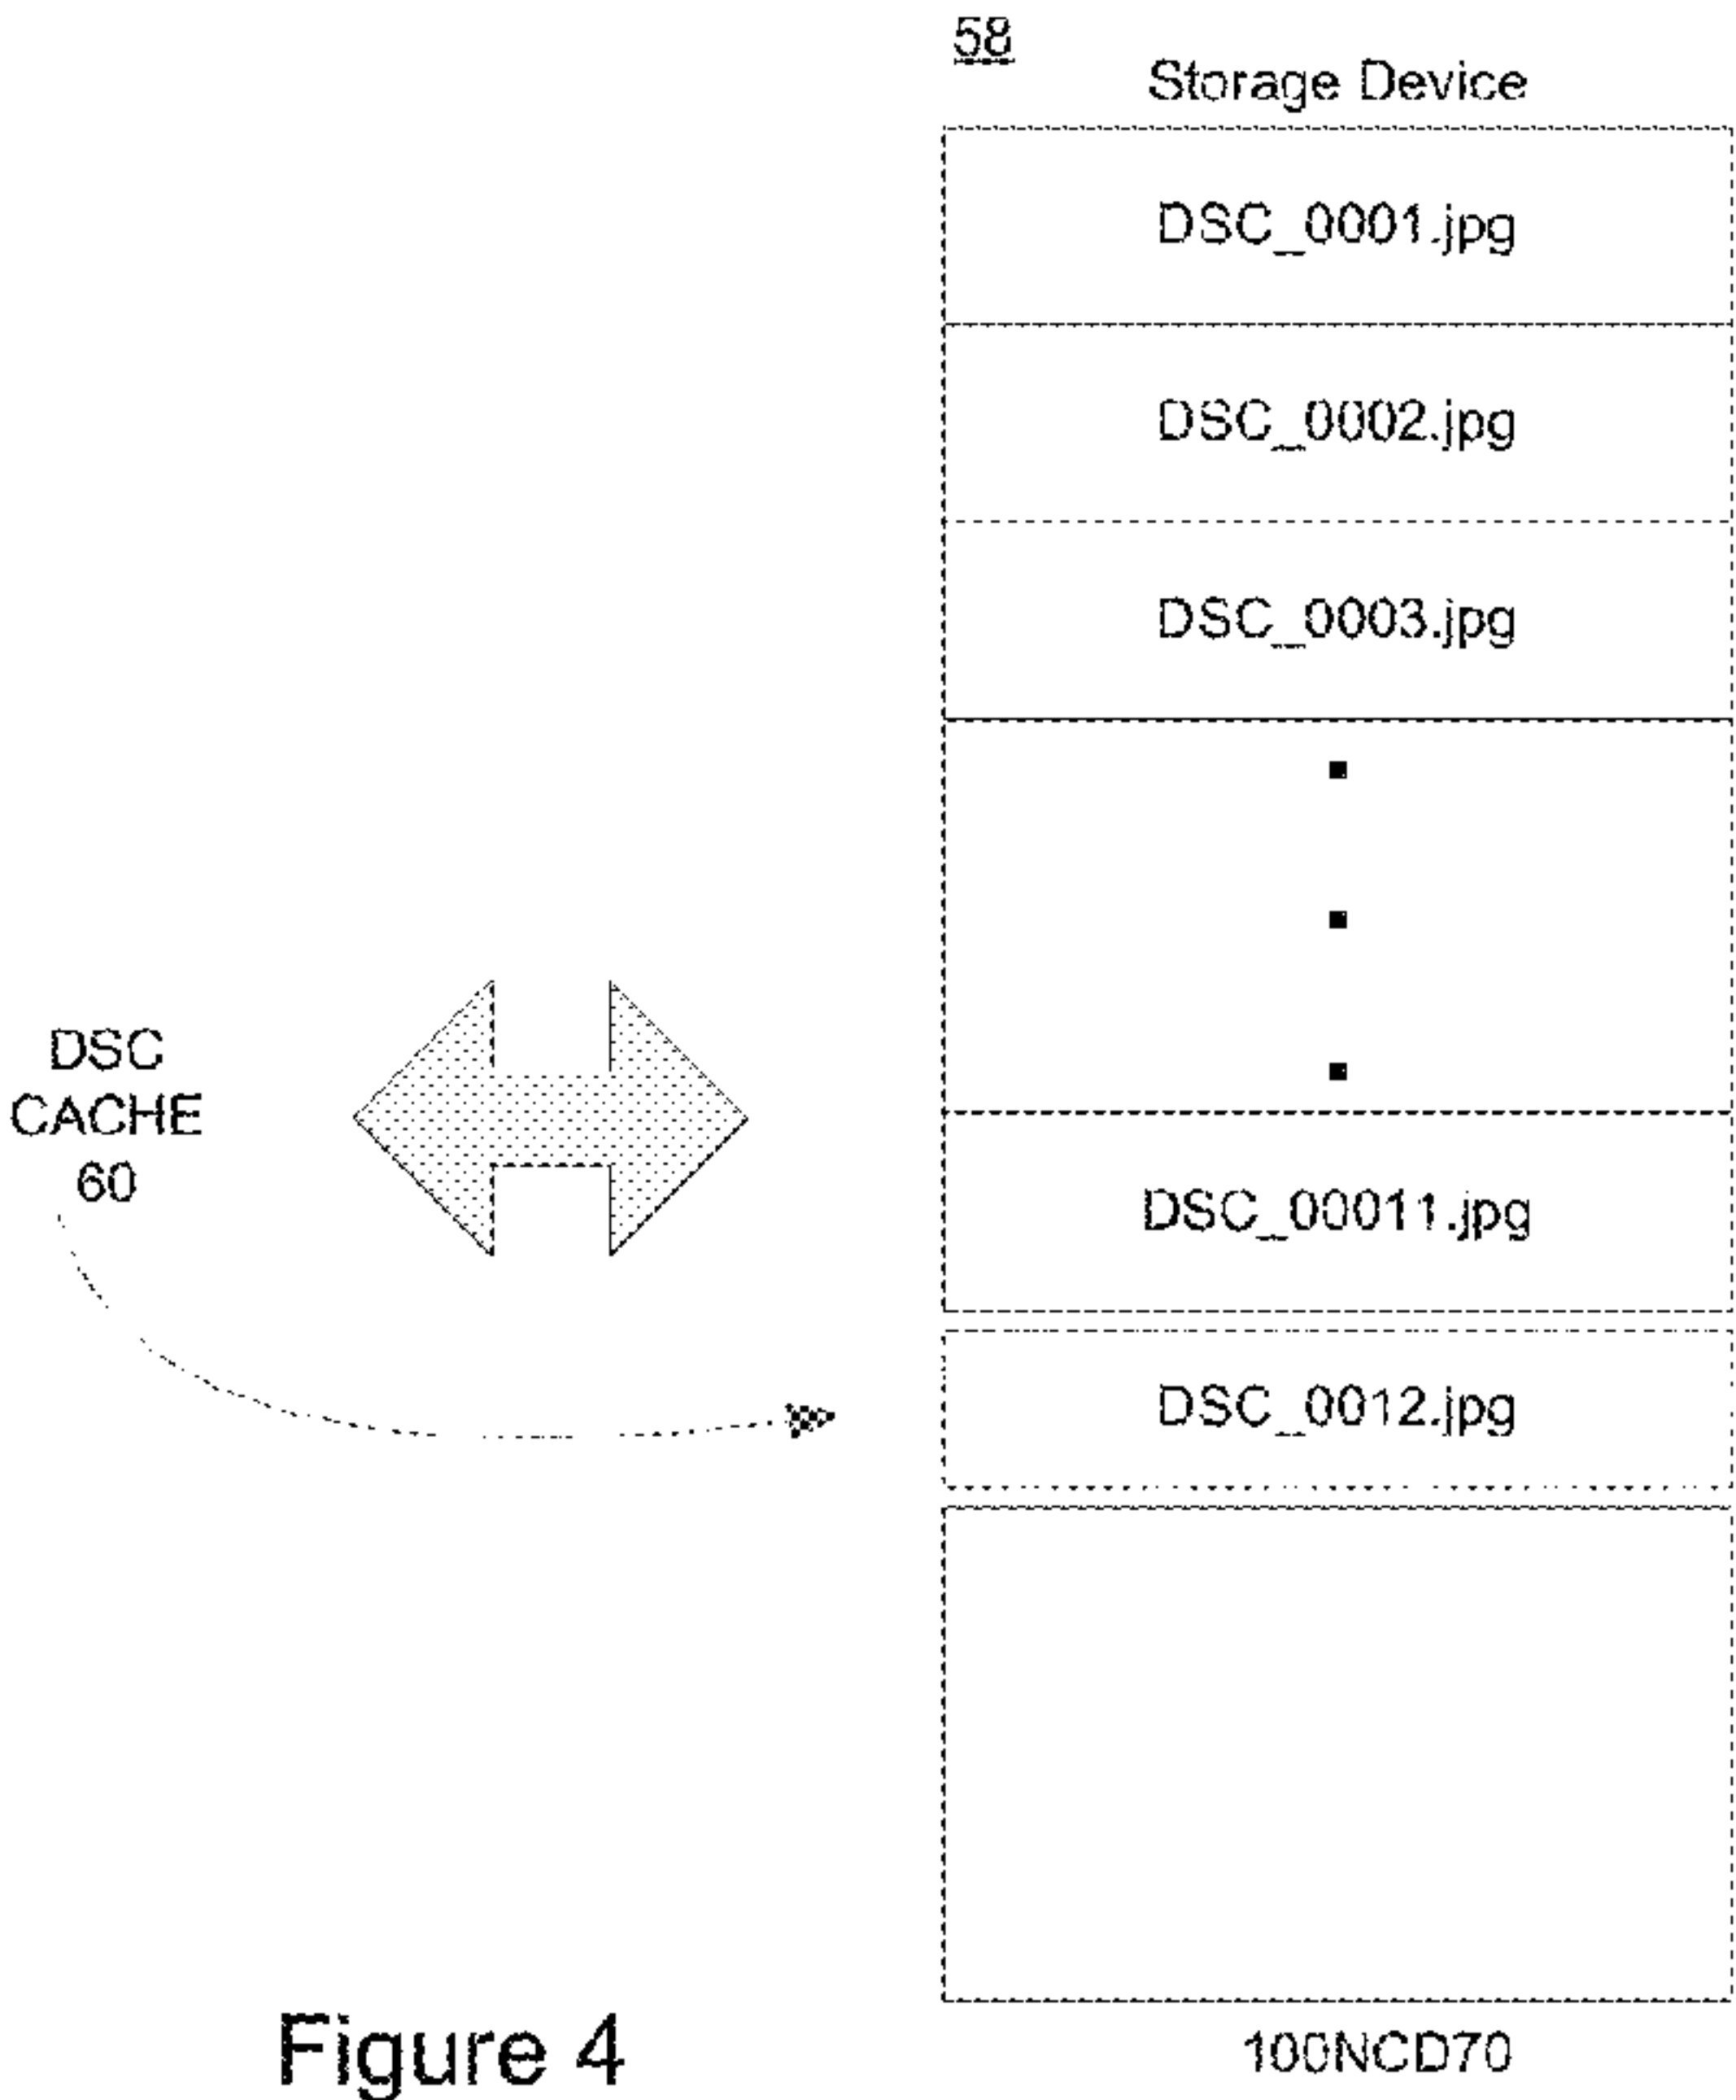 58
Storage Device
DSC_0001.jpg
DSC_0002.jpg
DSC_0003.jpg
DSC
CACHE
60
DSC_00011.jpg
DSC_0012.jpg
100NCD70
Figure 4